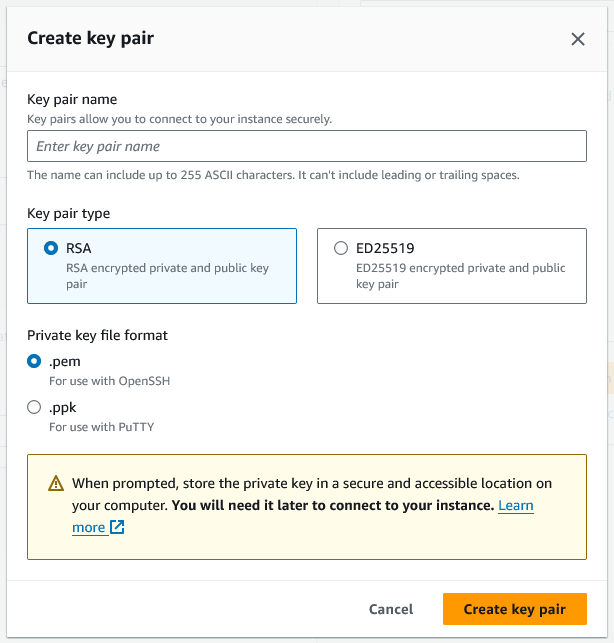 Create key pair
Key pair name
Key pairs allow you to connect to your instance securely.
Enter key pair name
The name can include up to 255 ASCII characters. It can't include leading or trailing spaces.
Key pair type
RSA
RSA encrypted private and public key
pair
ED25519
ED25519 encrypted private and public
key pair
Private key file format
.pem
For use with OpenSSH
.ppk
For use with PuTTY
When prompted, store the private key in a secure and accessible location on
your computer. You will need it later to connect to your instance. Learn
more
Cancel
Create key pair